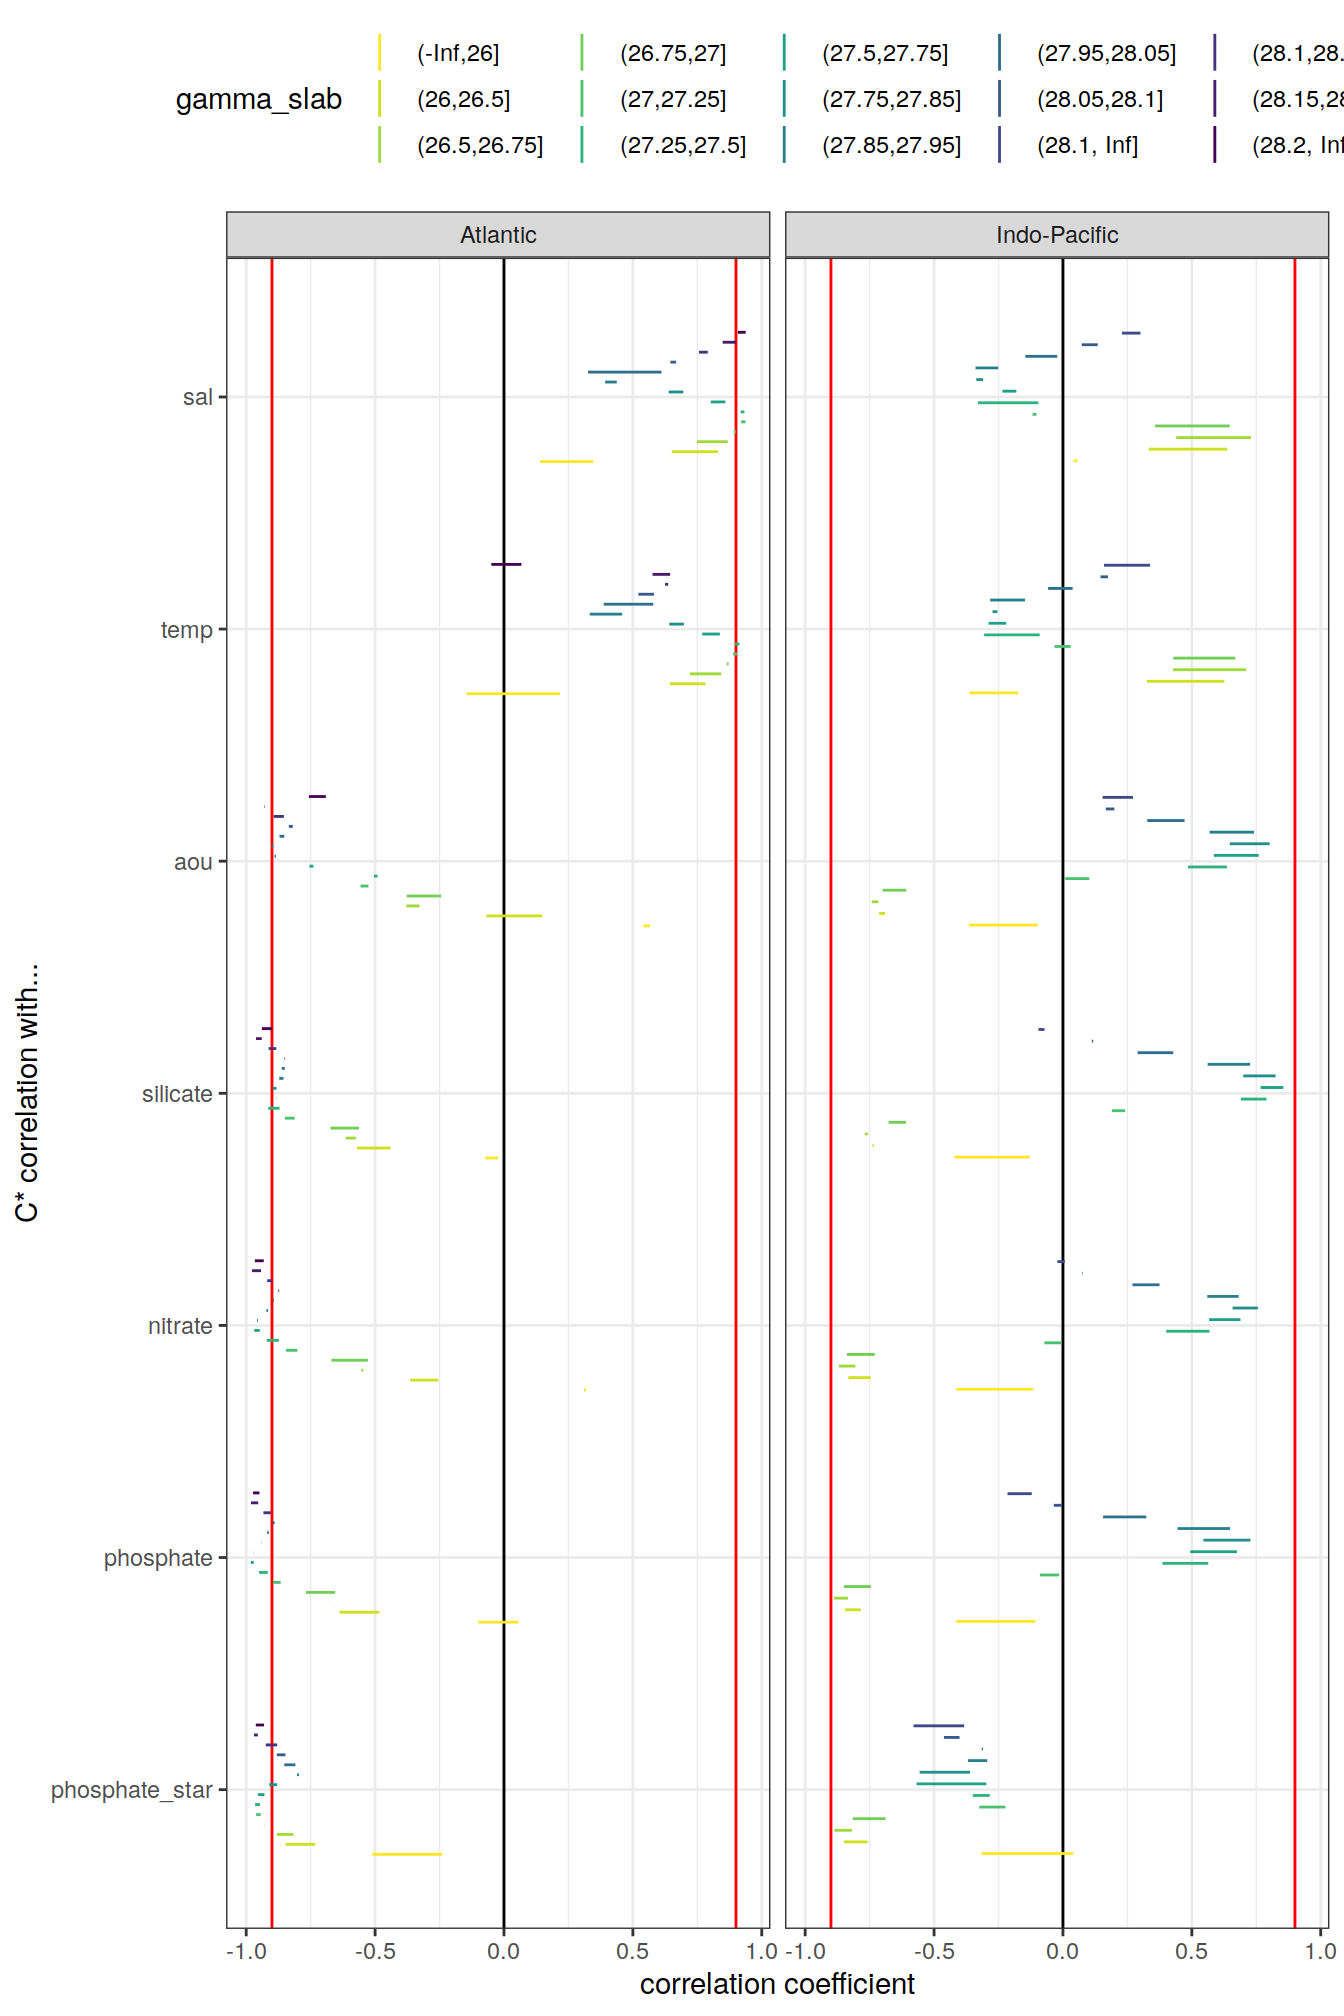 gamma_slab
(-Inf,26]
(26,26.5]
(26.5,26.75]
(26.75,27]
(27,27.25]
(27.25,27.5]
(27.5,27.75]
(27.75,27.85]
(27.85,27.95]
(27.95,28.05]
(28.05,28.1]
(28.1, Inf]
(28.1,28.
(28.15,28
(28.2, Inf
Atlantic
Indo-Pacific
C* correlation with...
sal
temp
aou
silicate
nitrate
phosphate
phosphate_star
-1.0 -0.5 0.0 0.5 1.0
-1.0 -0.5 0.0 0.5 1.0
correlation coefficient